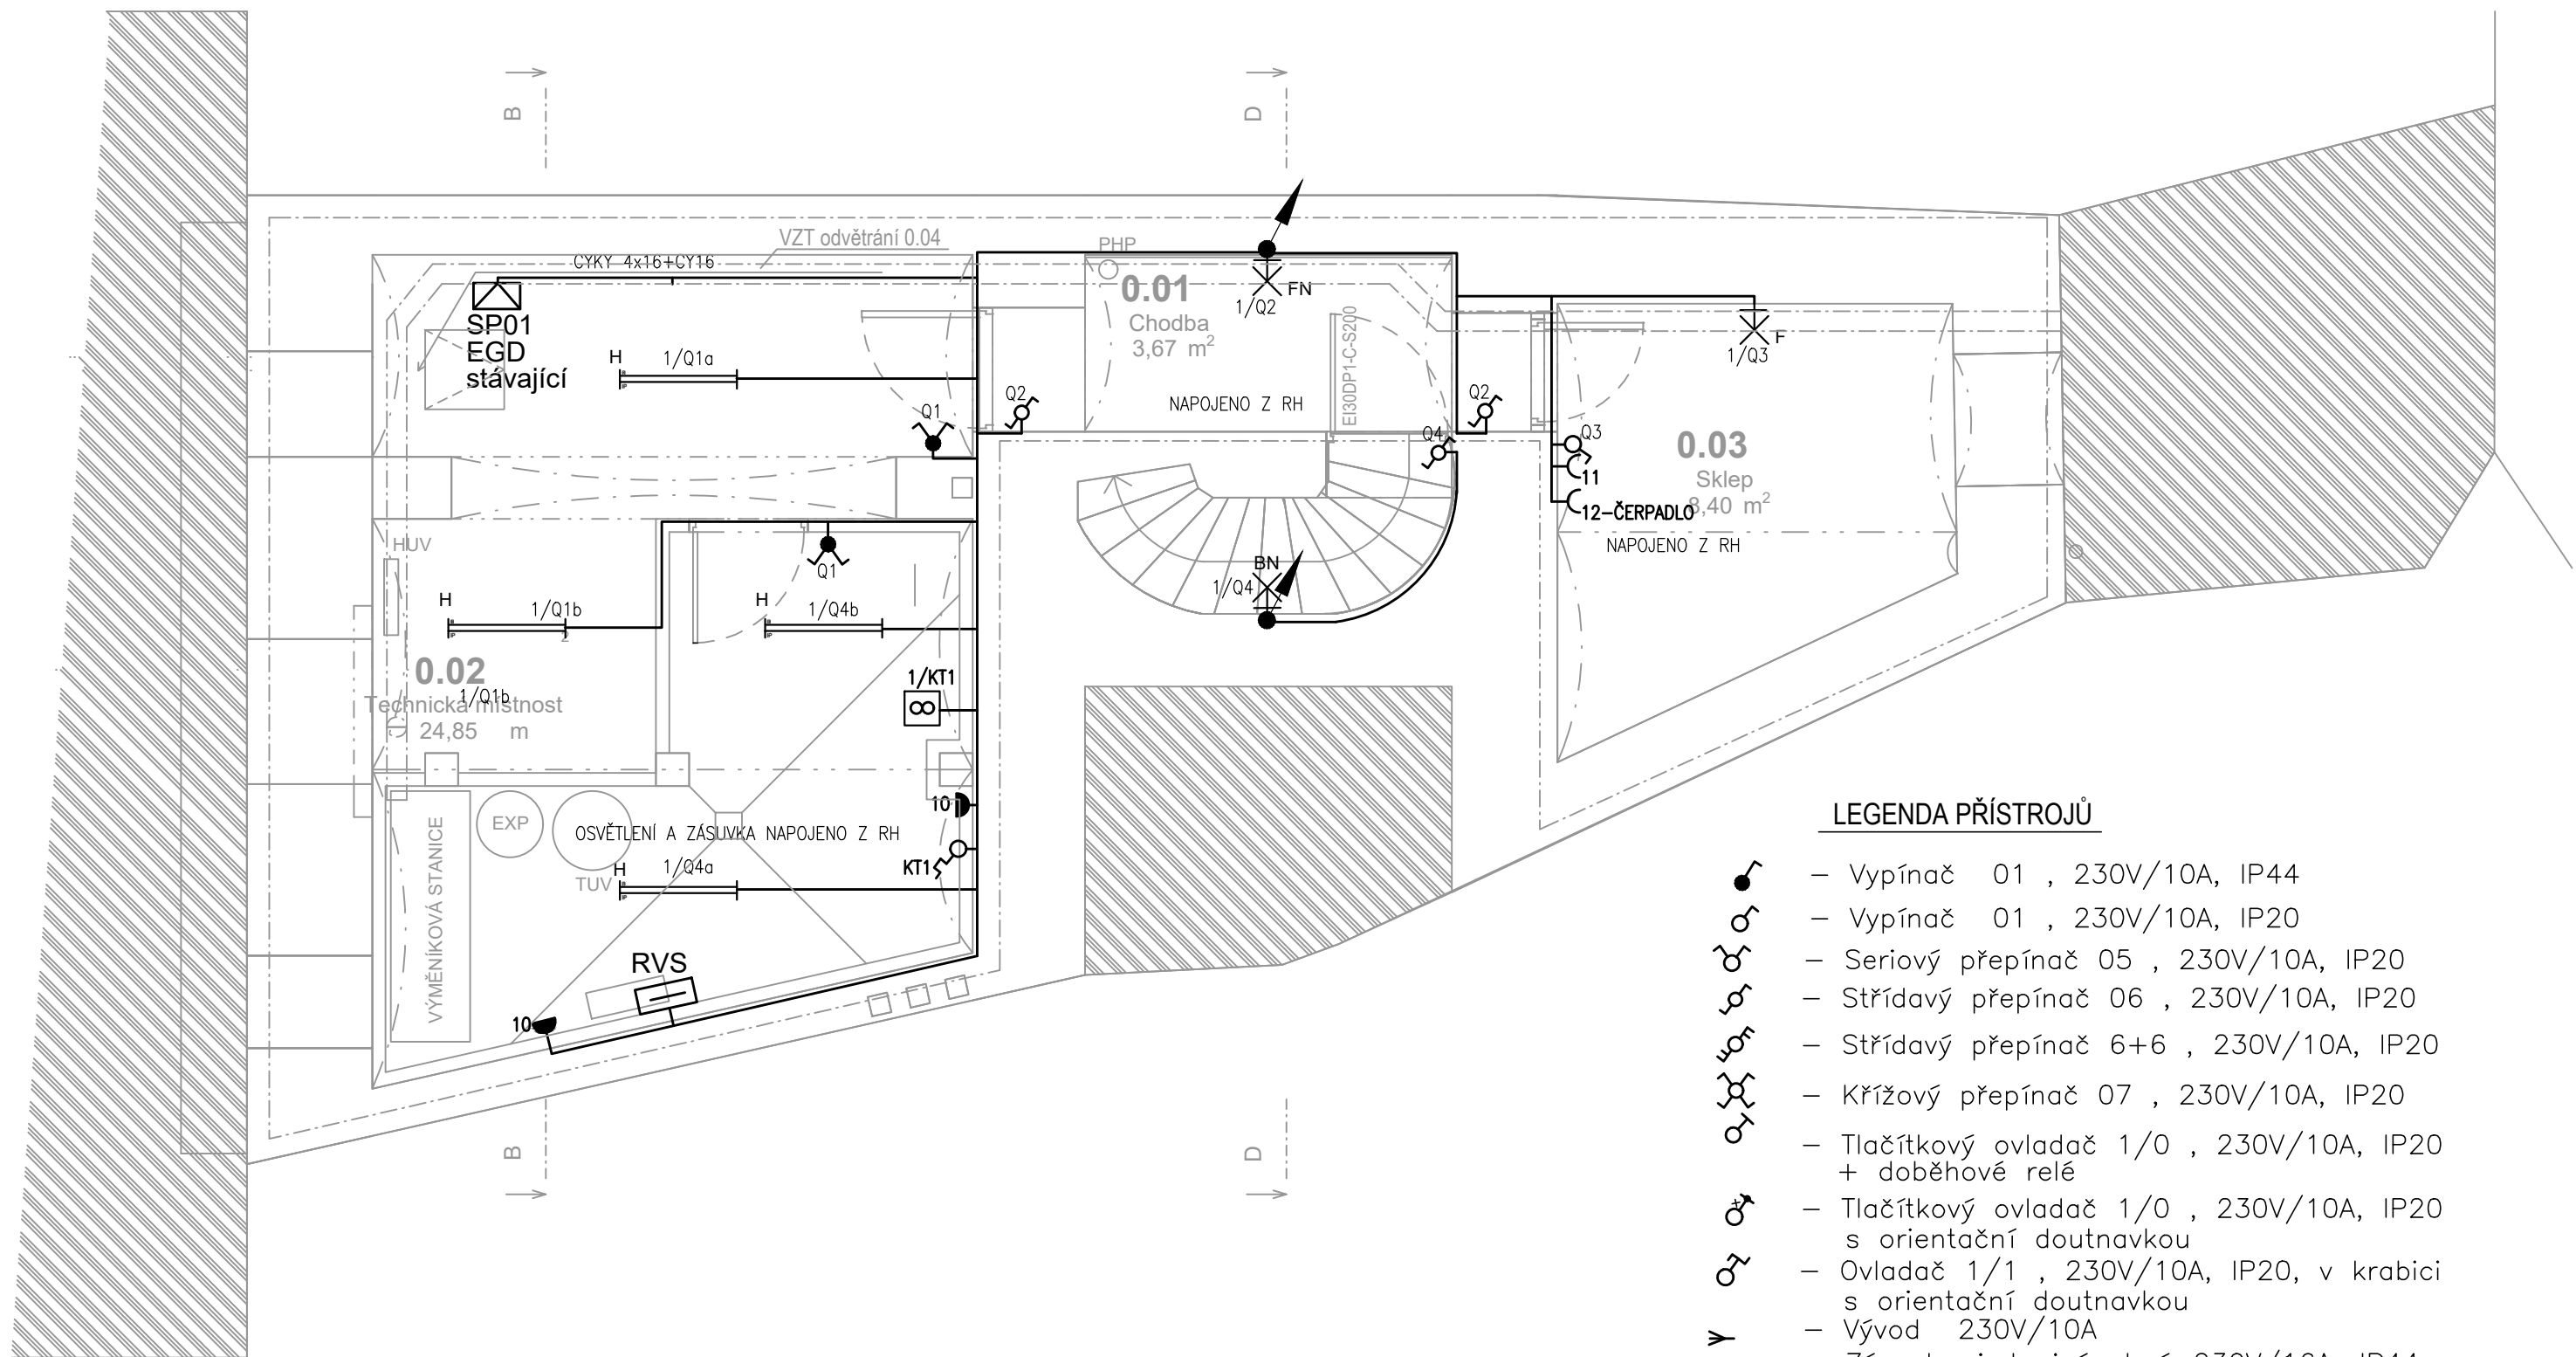 B
D
VZT odvětrání 0.04
CYKY 4x16+CY16
PHP
0.01
Chodba
3,67 m²
FN
1/Q2
SP01
EGD
stávající
H
1/Q1a
EI30DP1-C-S200
F
1/Q3
Q1
Q2
NAPOJENO Z RH
Q2
Q4
Q3
11
12-ČERPADLO
0.03
Sklep
8,40 m²
NAPOJENO Z RH
HUV
Q1
BN
1/Q4
H
1/Q1b
2
H
1/Q4b
0.02
1/Q1b
Technická místnost
24,85 m
1/KT1
10
EXP
OSVĚTLENÍ A ZÁSUVKA NAPOJENO Z RH
VÝMĚNÍKOVÁ STANICE
TUV
H
1/Q4a
KT1
RVS
10
B
D
LEGENDA PŘÍSTROJŮ
– Vypínač 01 , 230V/10A, IP44
– Vypínač 01 , 230V/10A, IP20
– Seriový přepínač 05 , 230V/10A, IP20
– Střídavý přepínač 06 , 230V/10A, IP20
– Střídavý přepínač 6+6 , 230V/10A, IP20
– Křížový přepínač 07 , 230V/10A, IP20
– Tlačítkový ovladač 1/0 , 230V/10A, IP20
+ doběhové relé
– Tlačítkový ovladač 1/0 , 230V/10A, IP20
s orientační doutnavkou
– Ovladač 1/1 , 230V/10A, IP20, v krabici
s orientační doutnavkou
– Vývod 230V/10A